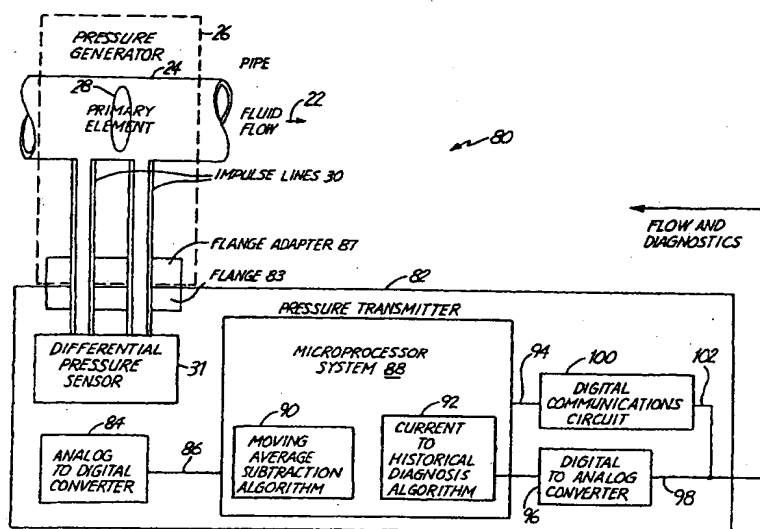 PRESSURE
GENERATOR
26
24
PIPE
28
PRIMARY
ELEMENT
FLUID
FLOW
22
80
IMPULSE LINES 30
FLOW AND
DIAGNOSTICS
FLANGE ADAPTER 87
FLANGE 83
82
PRESSURE TRANSMITTER
DIFFERENTIAL
PRESSURE
SENSOR
31
MICROPROCESSOR
SYSTEM 88
94
100
102
DIGITAL
COMMUNICATIONS
CIRCUIT
84
ANALOG
TO DIGITAL
CONVERTER
86
90
MOVING
AVERAGE
SUBTRACTION
ALGORITHM
92
CURRENT
TO
HISTORICAL
DIAGNOSIS
ALGORITHM
DIGITAL
TO ANALOG
CONVERTER
96
98